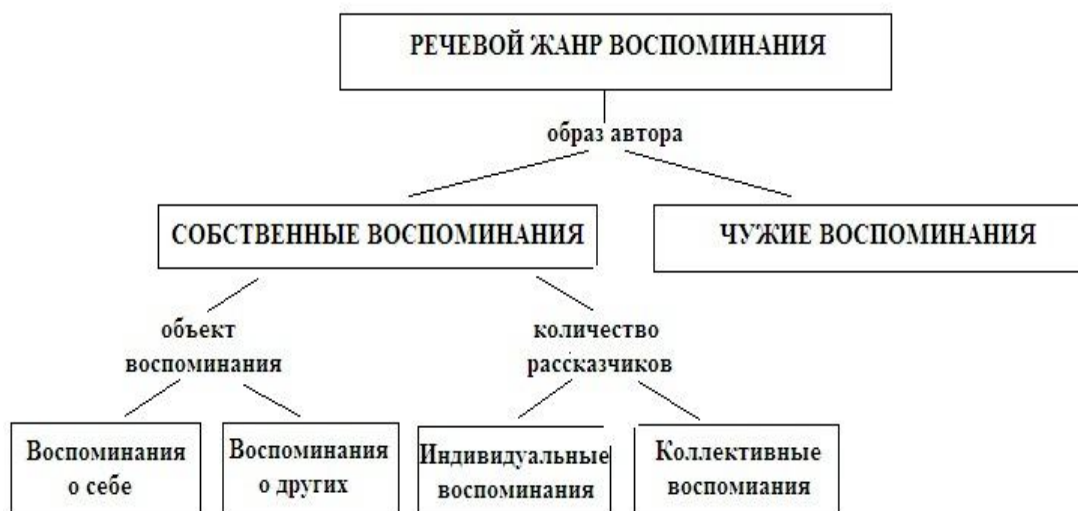 РЕЧЕВОЙ ЖАНР ВОСПОМИНАНИЯ
образ автора
СОБСТВЕННЫЕ ВОСПОМИНАНИЯ
ЧУЖИЕ ВОСПОМИНАНИЯ
объект
воспоминания
количество
рассказчиков
Воспоминания
о себе
Воспоминания
о других
Индивидуальные
воспоминания
Коллективные
воспомиания